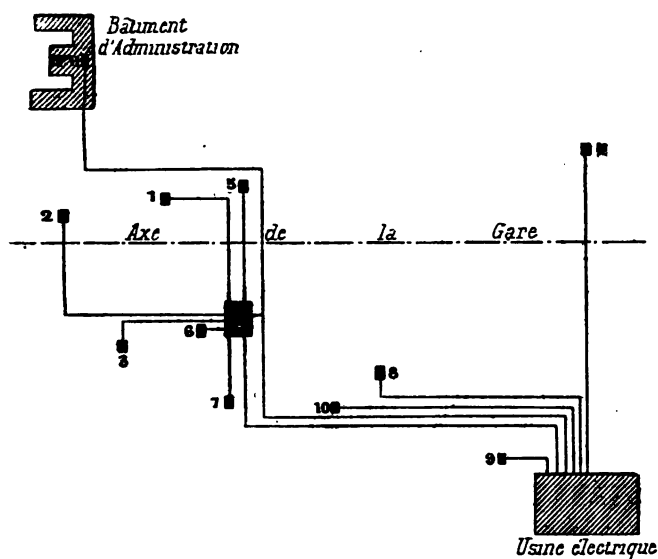 Bâtiment
d'Administration
5
1
2
Axe de la Gare
6
3
8
7
10
9
Usine électrique